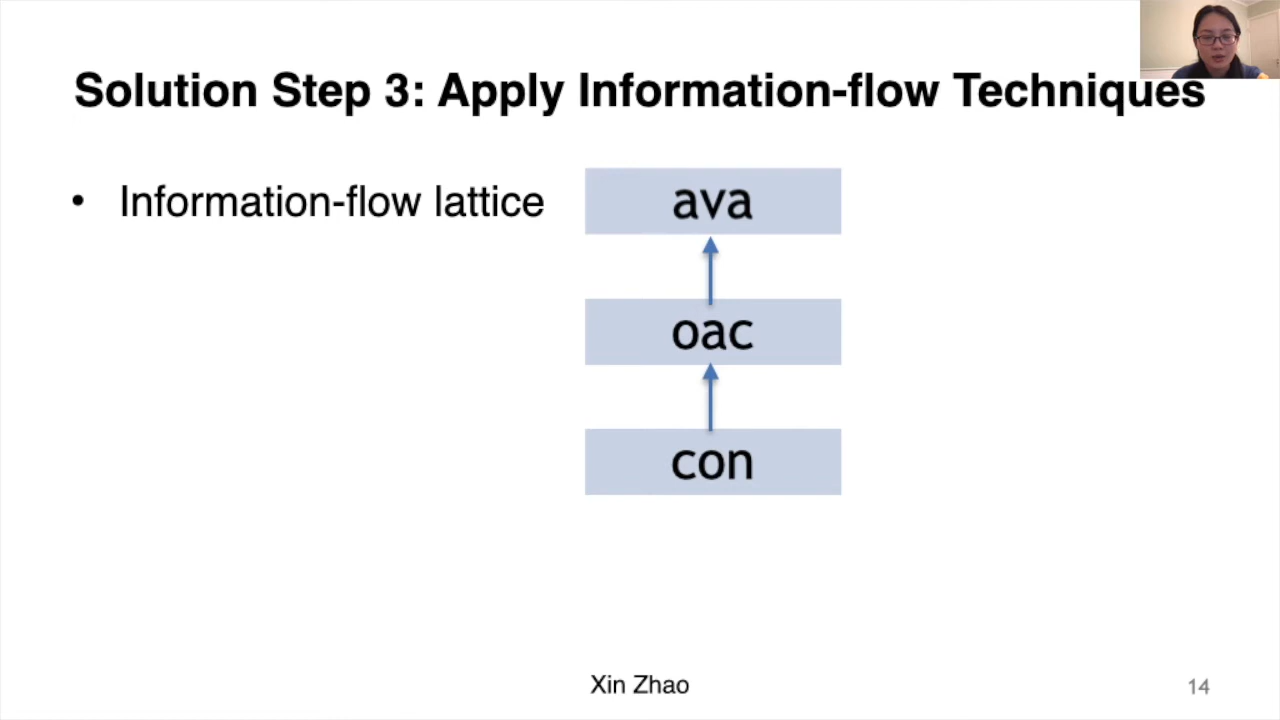 Solution Step 3: Apply Information-flow Techniques
• Information-flow lattice
ava
oac
con
Xin Zhao
14